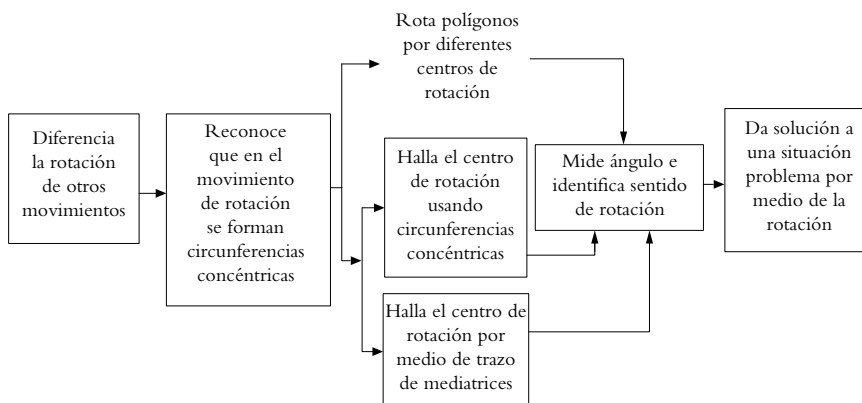 Diferencia
la rotación
de otros
movimientos
Reconoce
que en el
movimiento
de rotación
se forman
circunferencias
concéntricas
Rota polígonos
por diferentes
centros de
rotación
Halla el centro
de rotación
usando
circunferencias
concéntricas
Halla el centro de
rotación por
medio de trazo
de mediatrices
Mide ángulo e
identifica sentido
de rotación
Da solución a
una situación
problema por
medio de la
rotación